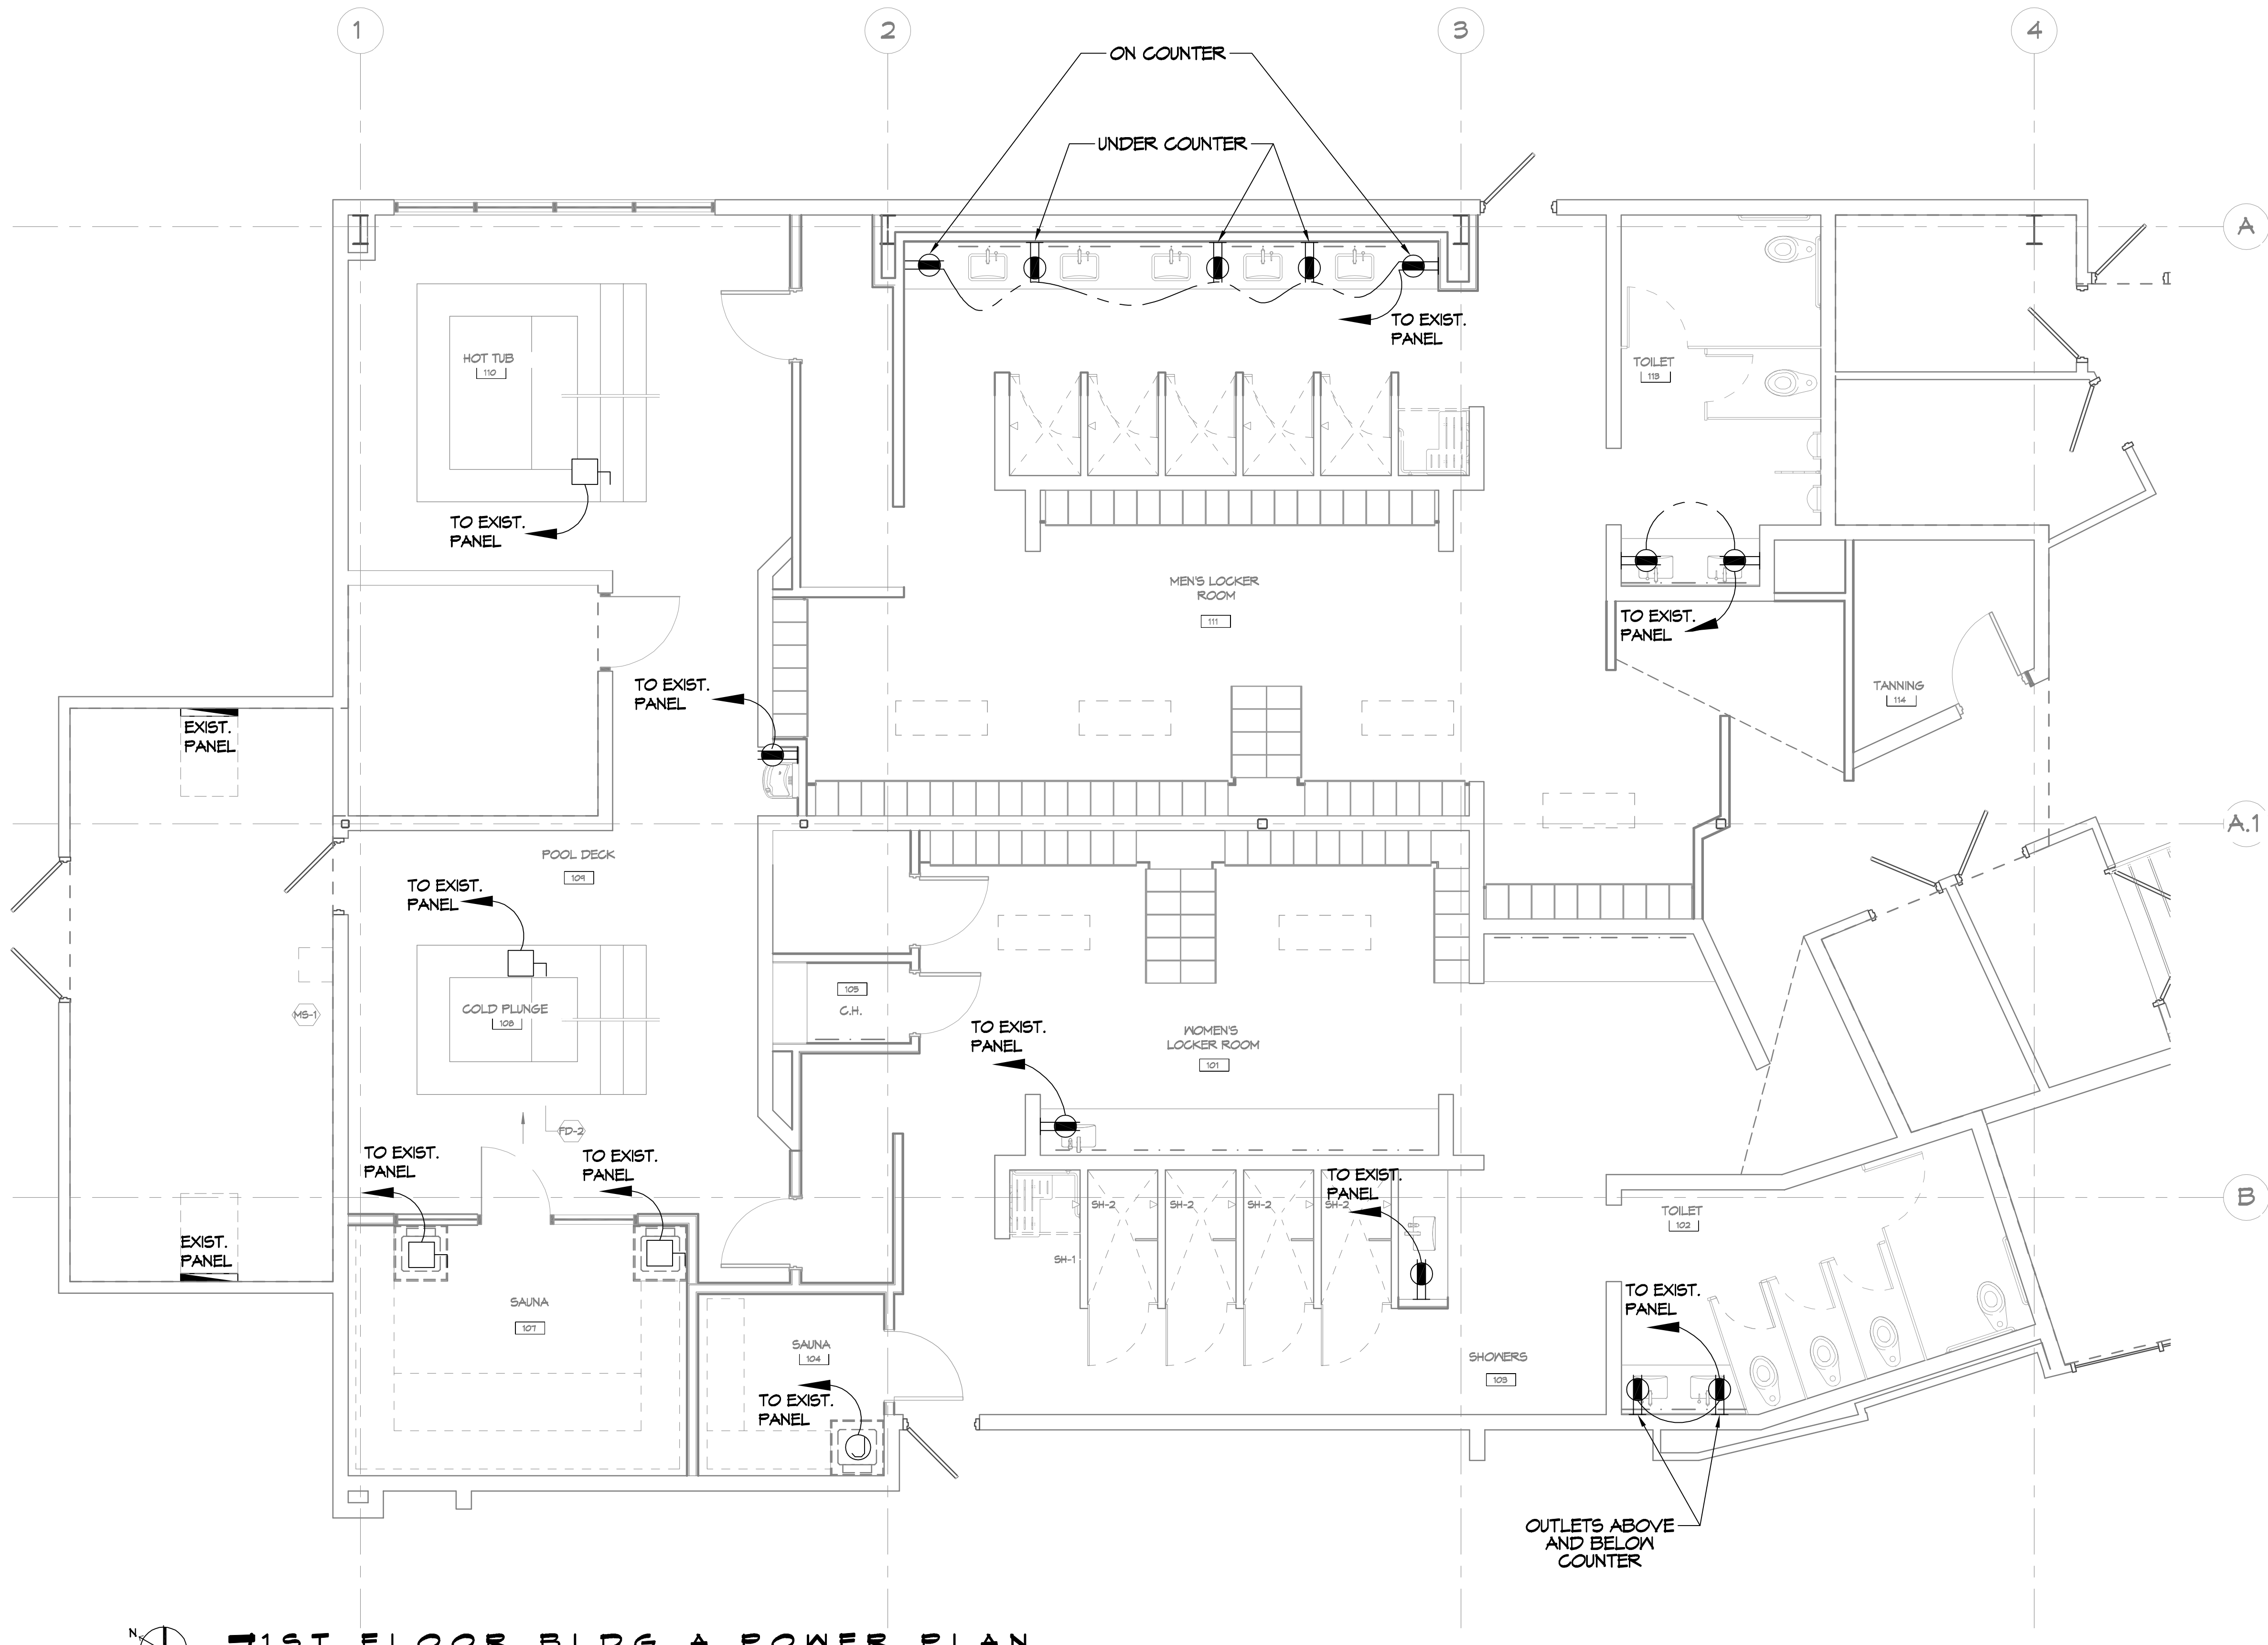 1
2
3
4
ON COUNTER
UNDER COUNTER
A
TO EXIST.
PANEL
HOT TUB
110
TOILET
113
TO EXIST.
PANEL
MEN'S LOCKER
ROOM
111
TO EXIST.
PANEL
TO EXIST.
PANEL
TANNING
114
EXIST.
PANEL
A.1
POOL DECK
109
TO EXIST.
PANEL
105
C.H.
COLD PLUNGE
108
MS-1
TO EXIST.
PANEL
WOMEN'S
LOCKER ROOM
101
FD-2
TO EXIST.
PANEL
TO EXIST.
PANEL
TO EXIST.
PANEL
B
SH-2
SH-2
SH-2
SH-2
TOILET
102
EXIST.
PANEL
SH-1
SAUNA
107
TO EXIST.
PANEL
SAUNA
104
SHOWERS
103
TO EXIST.
PANEL
OUTLETS ABOVE
AND BELOW
COUNTER
N
1ST FLOOR BLDG A POWER PLAN